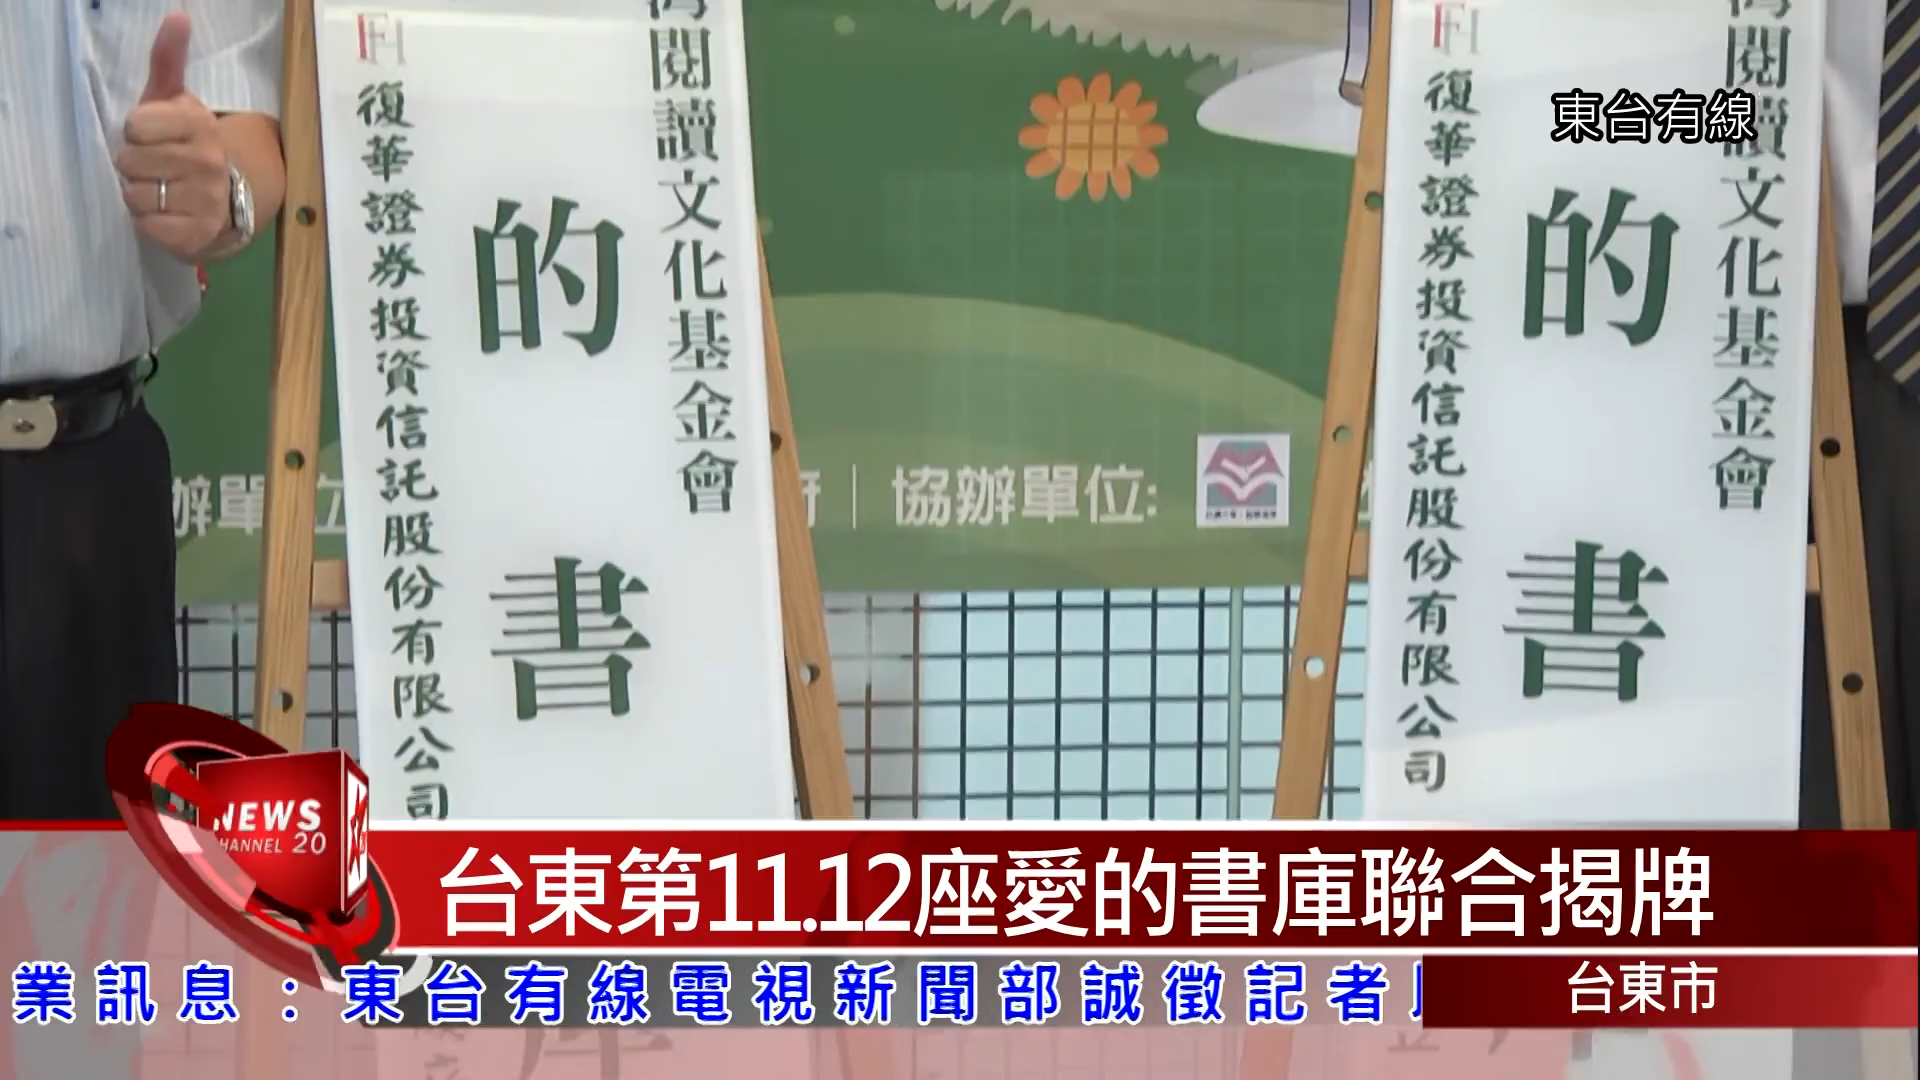 東台有線
灣閱讀文化基金會
的書
復華證券投資信託股份有限公司
灣閱讀文化基金會
的書
復華證券投資信託股份有限公司
協辦單位:
NEWS
CHANNEL 20
台東第11.12座愛的書庫聯合揭牌
業訊息：東台有線電視新聞部誠徵記者
台東市